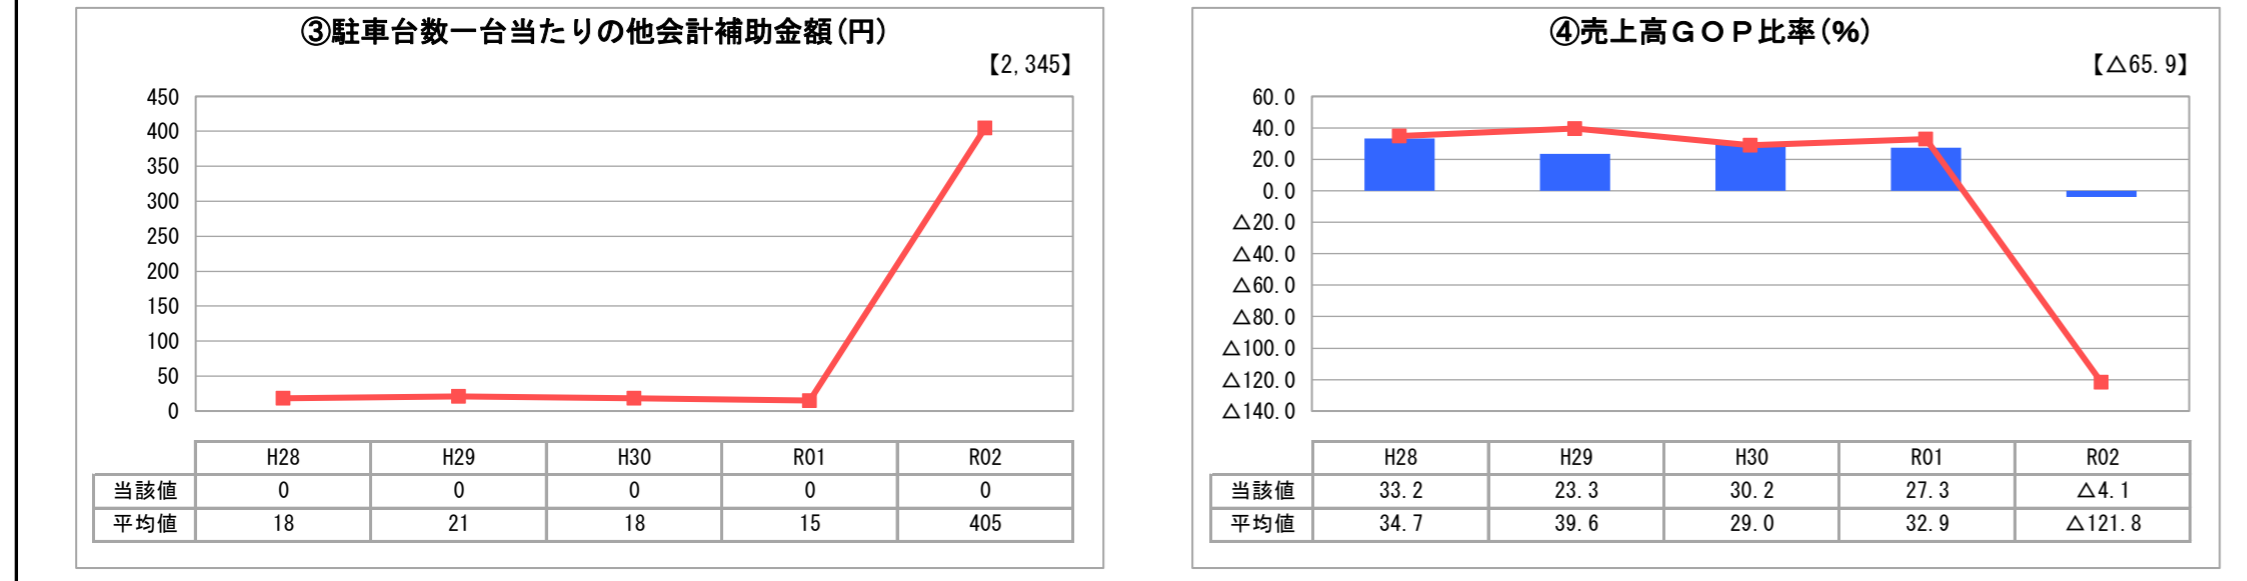 ③駐車台数一台当たりの他会計補助金額(円)
【2,345】
450
400
350
300
250
200
150
100
50
0
H28 H29 H30 R01 R02
当該値 0 0 0 0 0
平均値 18 21 18 15 405
④売上高ＧＯＰ比率(%)
【△65.9】
60.0
40.0
20.0
0.0
△20.0
△40.0
△60.0
△80.0
△100.0
△120.0
△140.0
H28 H29 H30 R01 R02
当該値 33.2 23.3 30.2 27.3 △4.1
平均値 34.7 39.6 29.0 32.9 △121.8